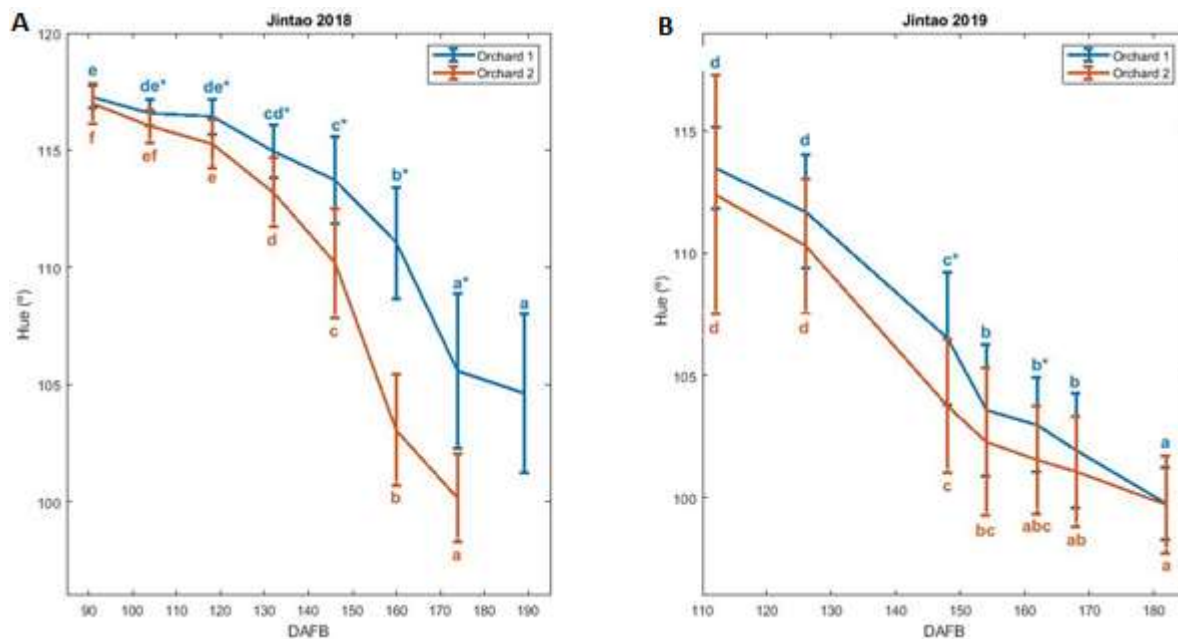 A
Jintao 2018
120
115
110
105
100
Hue (º)
90 100 110 120 130 140 150 160 170 180 190
DAFB
Orchard 1
Orchard 2
e de* de* cd* c* b* a* a
f ef e d c b a
B
Jintao 2019
115
110
105
100
Hue (º)
110 120 130 140 150 160 170 180
DAFB
Orchard 1
Orchard 2
d d c* b b* b a
d d c bc abc ab a